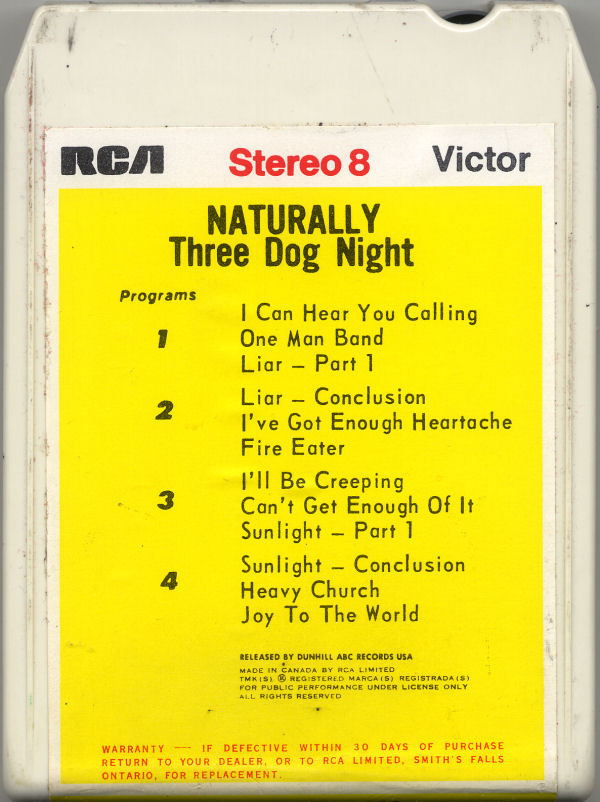 RCA Stereo 8 Victor
NATURALLY
Three Dog Night
Programs
1
I Can Hear You Calling
One Man Band
Liar – Part 1
2
Liar – Conclusion
I've Got Enough Heartache
Fire Eater
3
I'll Be Creeping
Can't Get Enough Of It
Sunlight – Part 1
4
Sunlight – Conclusion
Heavy Church
Joy To The World
RELEASED BY DUNHILL ABC RECORDS USA
MADE IN CANADA BY RCA LIMITED
TMK(S) ® REGISTERED MARCA(S) REGISTRADA(S)
FOR PUBLIC PERFORMANCE UNDER LICENSE ONLY
ALL RIGHTS RESERVED
WARRANTY — IF DEFECTIVE WITHIN 30 DAYS OF PURCHASE
RETURN TO YOUR DEALER, OR TO RCA LIMITED, SMITH'S FALLS
ONTARIO, FOR REPLACEMENT.